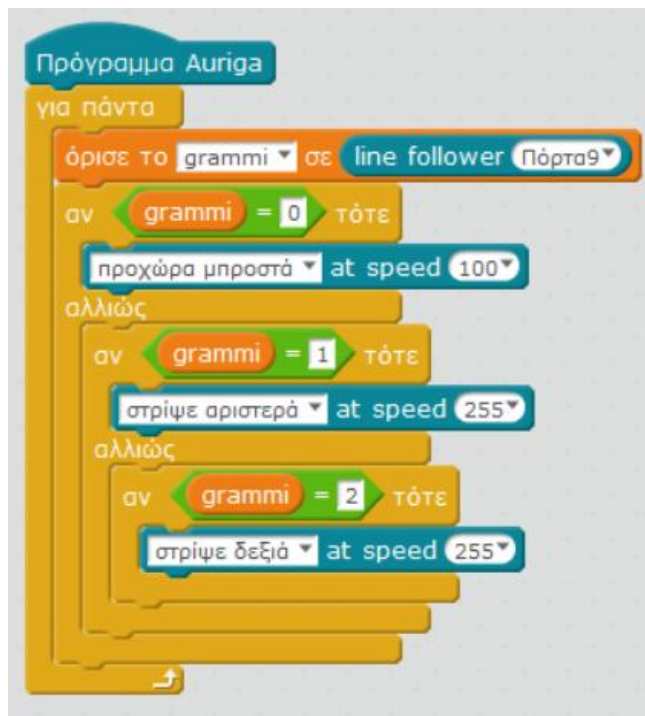 Πρόγραμμα Auriga
για πάντα
όρισε το grammi σε line follower Πόρτα9
αν grammi = 0 τότε
προχώρα μπροστά at speed 100
αλλιώς
αν grammi = 1 τότε
στρίψε αριστερά at speed 255
αλλιώς
αν grammi = 2 τότε
στρίψε δεξιά at speed 255